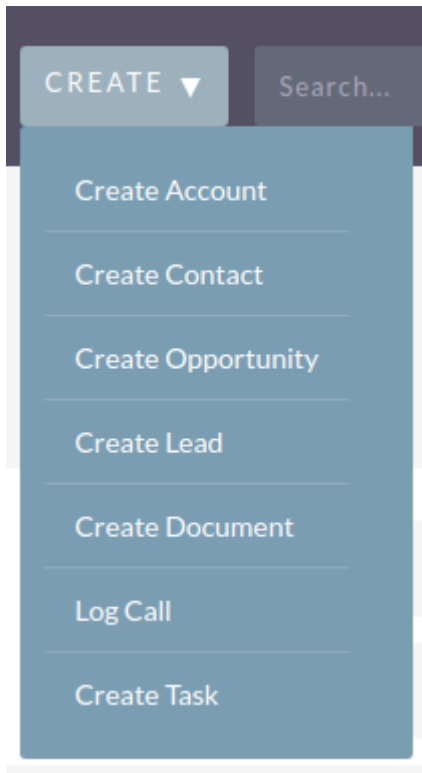 CREATE ▼
Search...
Create Account
Create Contact
Create Opportunity
Create Lead
Create Document
Log Call
Create Task